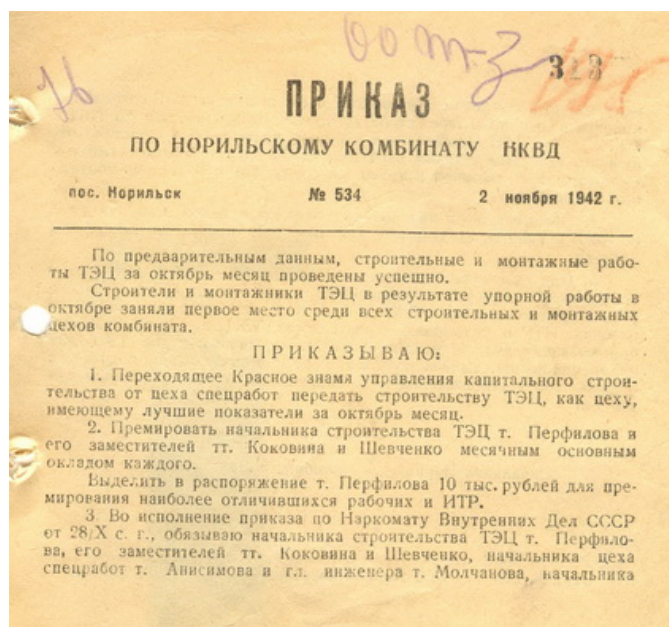 76
323
ПРИКАЗ
ПО НОРИЛЬСКОМУ КОМБИНАТУ НКВД
пос. Норильск № 534 2 ноября 1942 г.
По предварительным данным, строительные и монтажные рабо-
ты ТЭЦ за октябрь месяц проведены успешно.
Строители и монтажники ТЭЦ в результате упорной работы в
октябре заняли первое место среди всех строительных и монтажных
цехов комбината.
ПРИКАЗЫВАЮ:
1. Переходящее Красное знамя управления капитального строи-
тельства от цеха спецработ передать строительству ТЭЦ, как цеху,
имеющему лучшие показатели за октябрь месяц.
2. Премировать начальника строительства ТЭЦ т. Перфилова и
его заместителей тт. Коковина и Шевченко месячным основным
окладом каждого.
Выделить в распоряжение т. Перфилова 10 тыс. рублей для пре-
мирования наиболее отличившихся рабочих и ИТР.
3. Во исполнение приказа по Наркомату Внутренних Дел СССР
от 28/X с. г., обязываю начальника строительства ТЭЦ т. Перфило-
ва, его заместителей тт. Коковина и Шевченко, начальника цеха
спецработ т. Анисимова и гл. инженера т. Молчанова, начальника